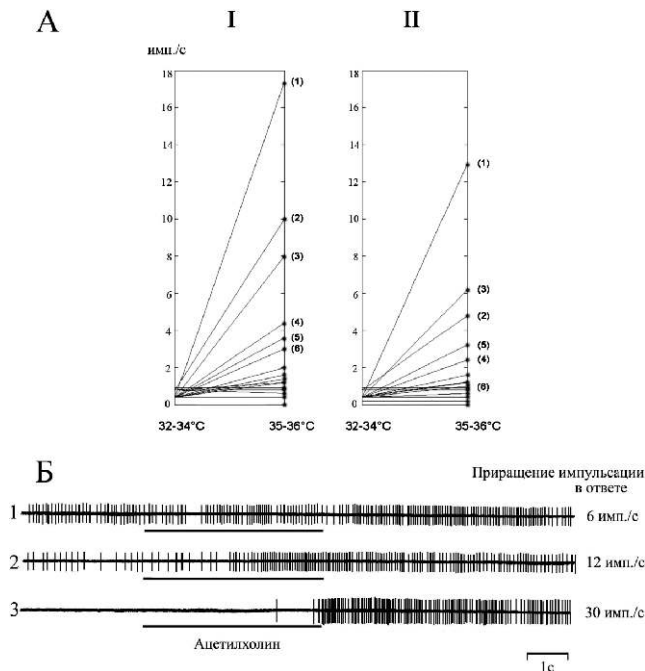 А
I
II
имп./с
18
16
14
12
10
8
6
4
2
0
(1)
(2)
(3)
(4)
(5)
(6)
32-34°C
35-36°C
18
16
14
12
10
8
6
4
2
0
(1)
(3)
(2)
(5)
(4)
(6)
32-34°C
35-36°C
Б
Приращение импульсации
в ответе
1
6 имп./с
2
12 имп./с
3
30 имп./с
Ацетилхолин
1с